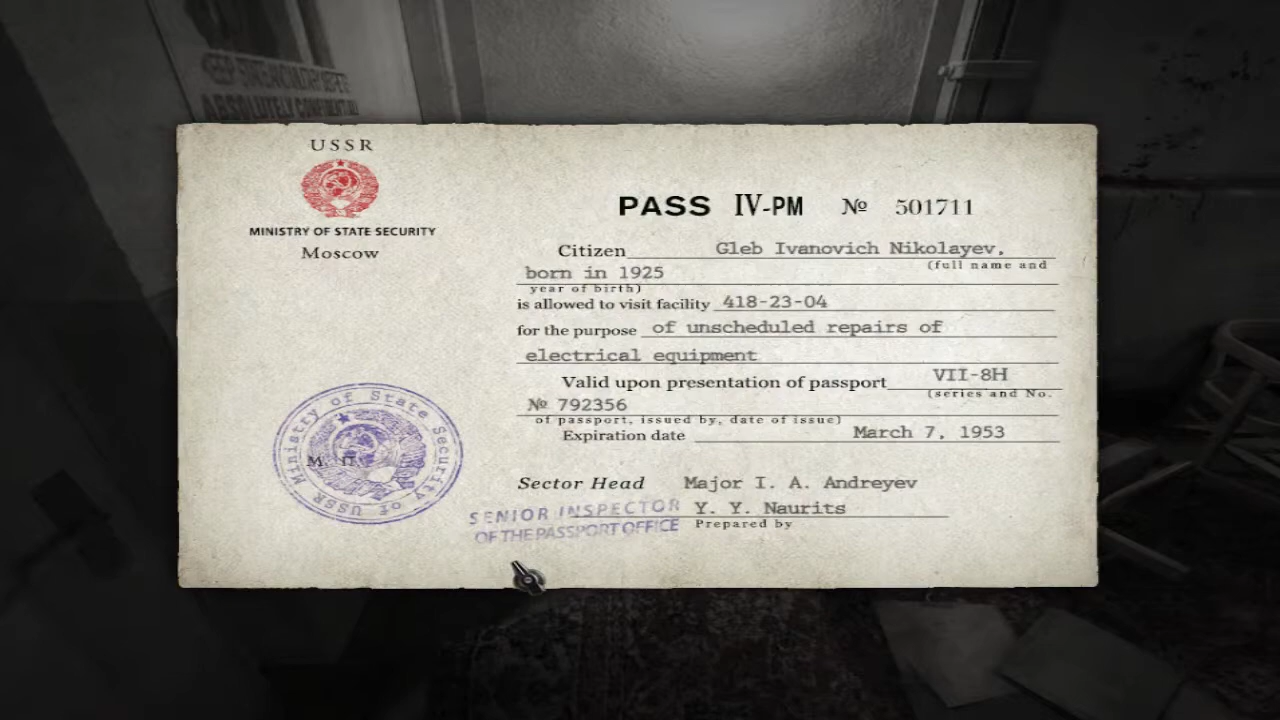 ABSOLUTELY CONFIDENTIAL
USSR
MINISTRY OF STATE SECURITY
Moscow
PASS IV-PM № 501711
Citizen Gleb Ivanovich Nikolayev,
(full name and
born in 1925
year of birth)
is allowed to visit facility 418-23-04
for the purpose of unscheduled repairs of
electrical equipment
Valid upon presentation of passport VII-8H
(series and No.
№ 792356
of passport, issued by, date of issue)
Expiration date March 7, 1953
Ministry of State Security of USSR
M. П.
Sector Head Major I. A. Andreyev
SENIOR INSPECTOR Y. Y. Naurits
OF THE PASSPORT OFFICE Prepared by